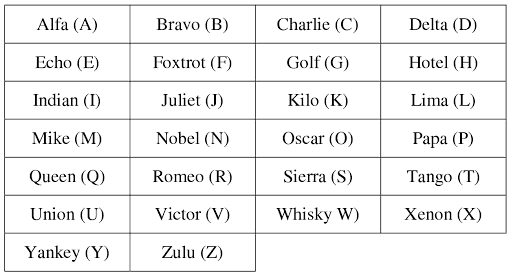 Alfa (A) Bravo (B) Charlie (C) Delta (D)
Echo (E) Foxtrot (F) Golf (G) Hotel (H)
Indian (I) Juliet (J) Kilo (K) Lima (L)
Mike (M) Nobel (N) Oscar (O) Papa (P)
Queen (Q) Romeo (R) Sierra (S) Tango (T)
Union (U) Victor (V) Whisky W) Xenon (X)
Yankey (Y) Zulu (Z)